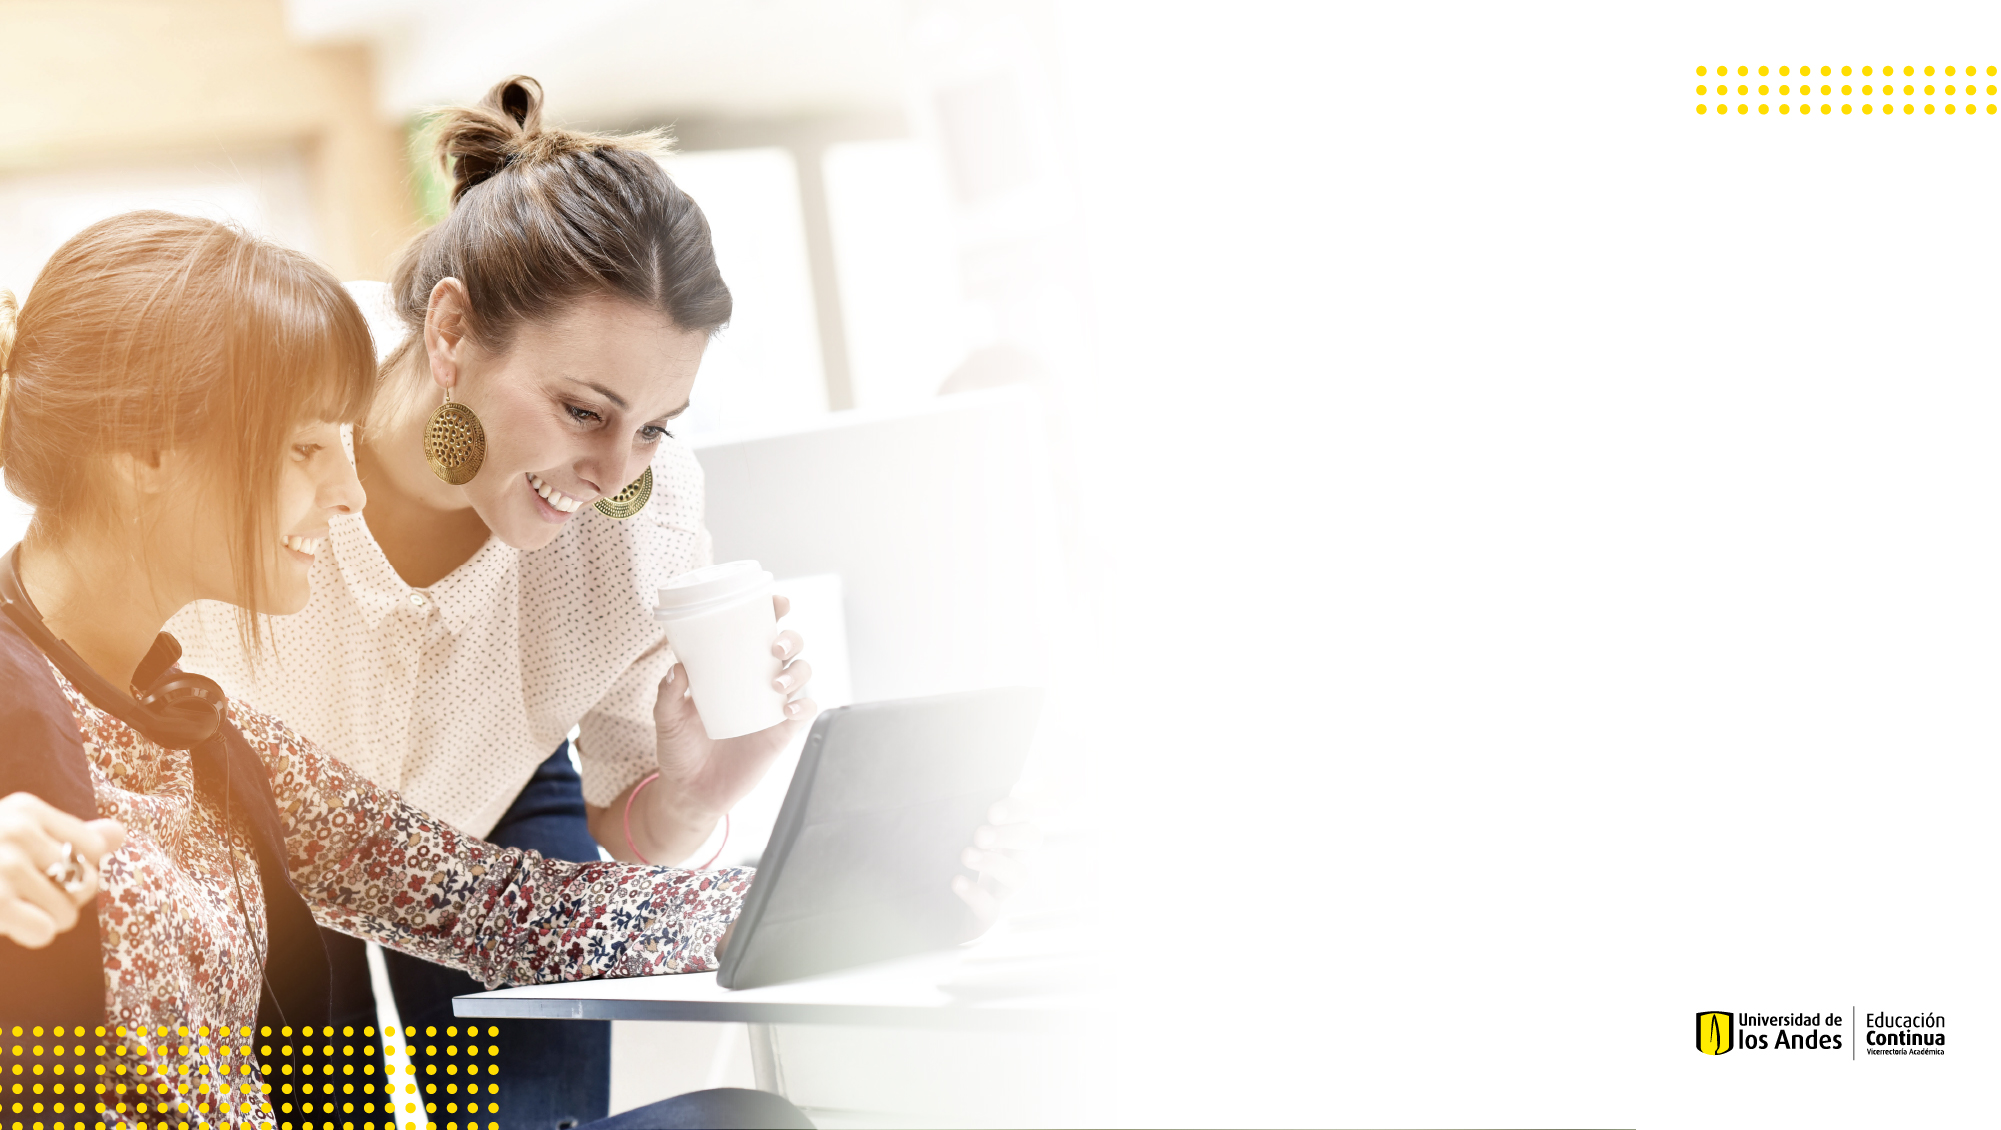 Universidad de
los Andes
Educación
Continua
Vicerrectoría Académica